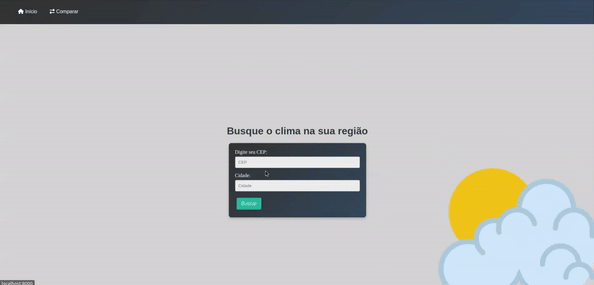 Início Comparar
Busque o clima na sua região
Digite seu CEP:
CEP
Cidade:
Cidade
Buscar
localhost:8000